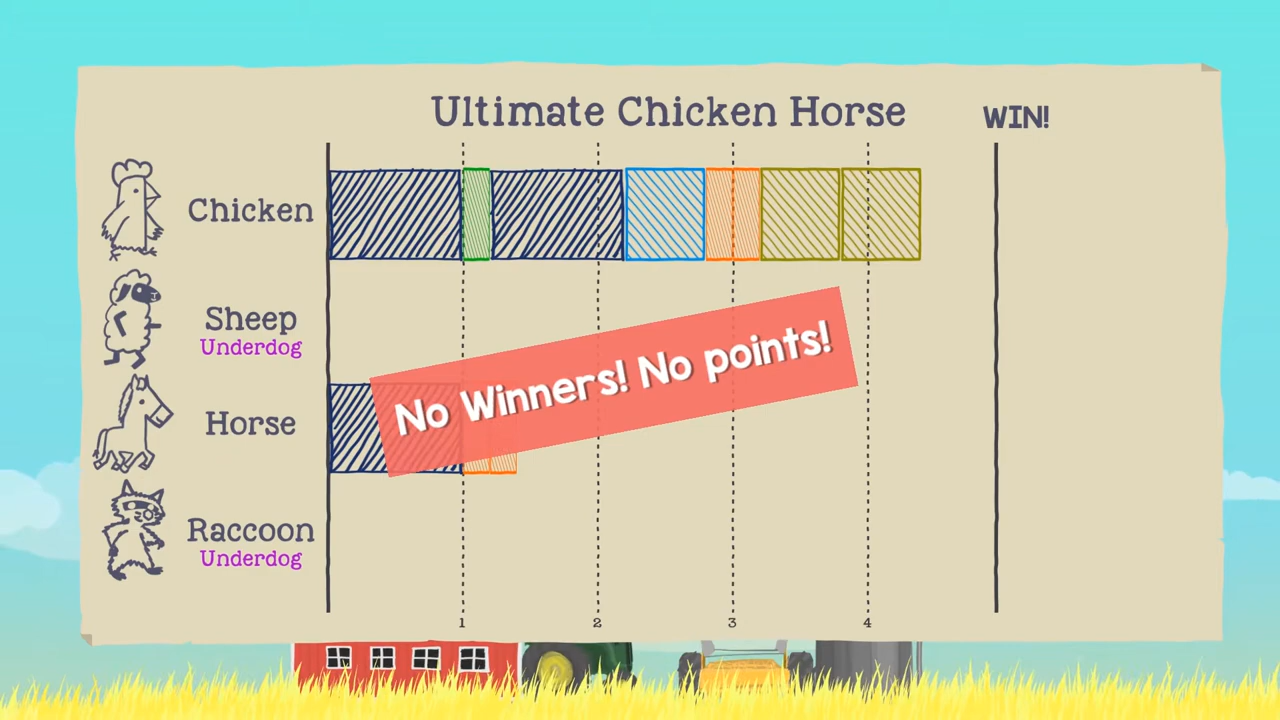 Ultimate Chicken Horse
WIN!
Chicken
Sheep
Underdog
No Winners! No points!
Horse
Raccoon
Underdog
1 2 3 4